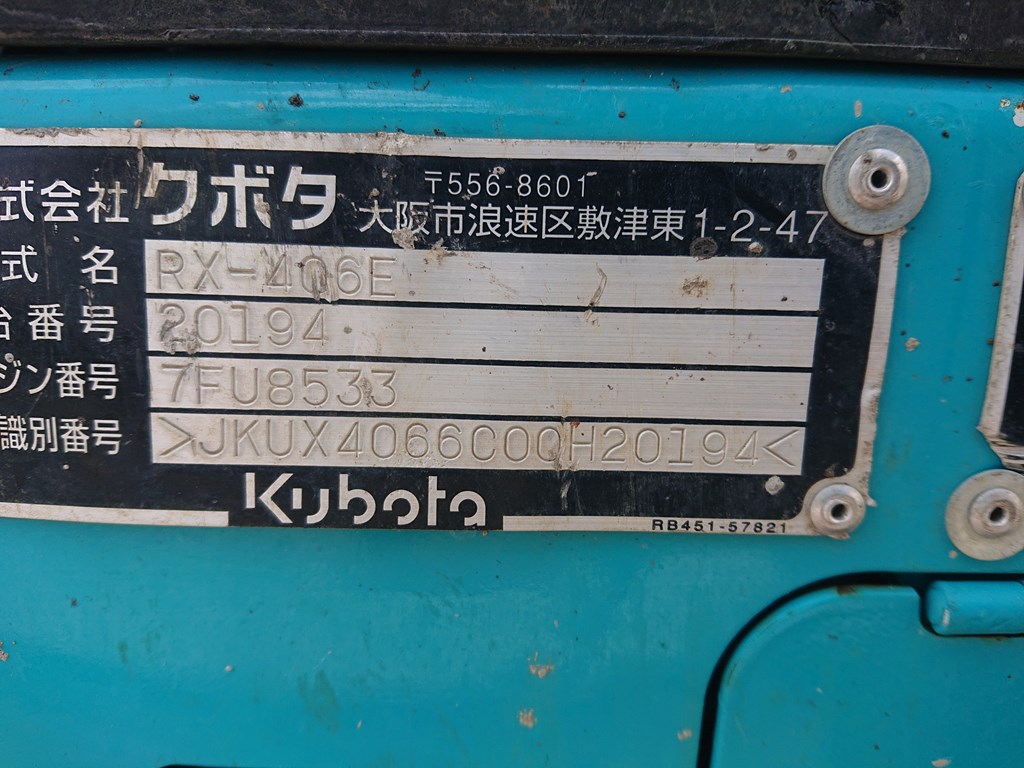 式会社 クボタ 〒556-8601
大阪市浪速区敷津東1-2-47
式 名 RX-406E
台番号 20194
ジン番号 7FU8533
識別番号 >JKUX4066C00H20194<
Kubota
RB451-57821